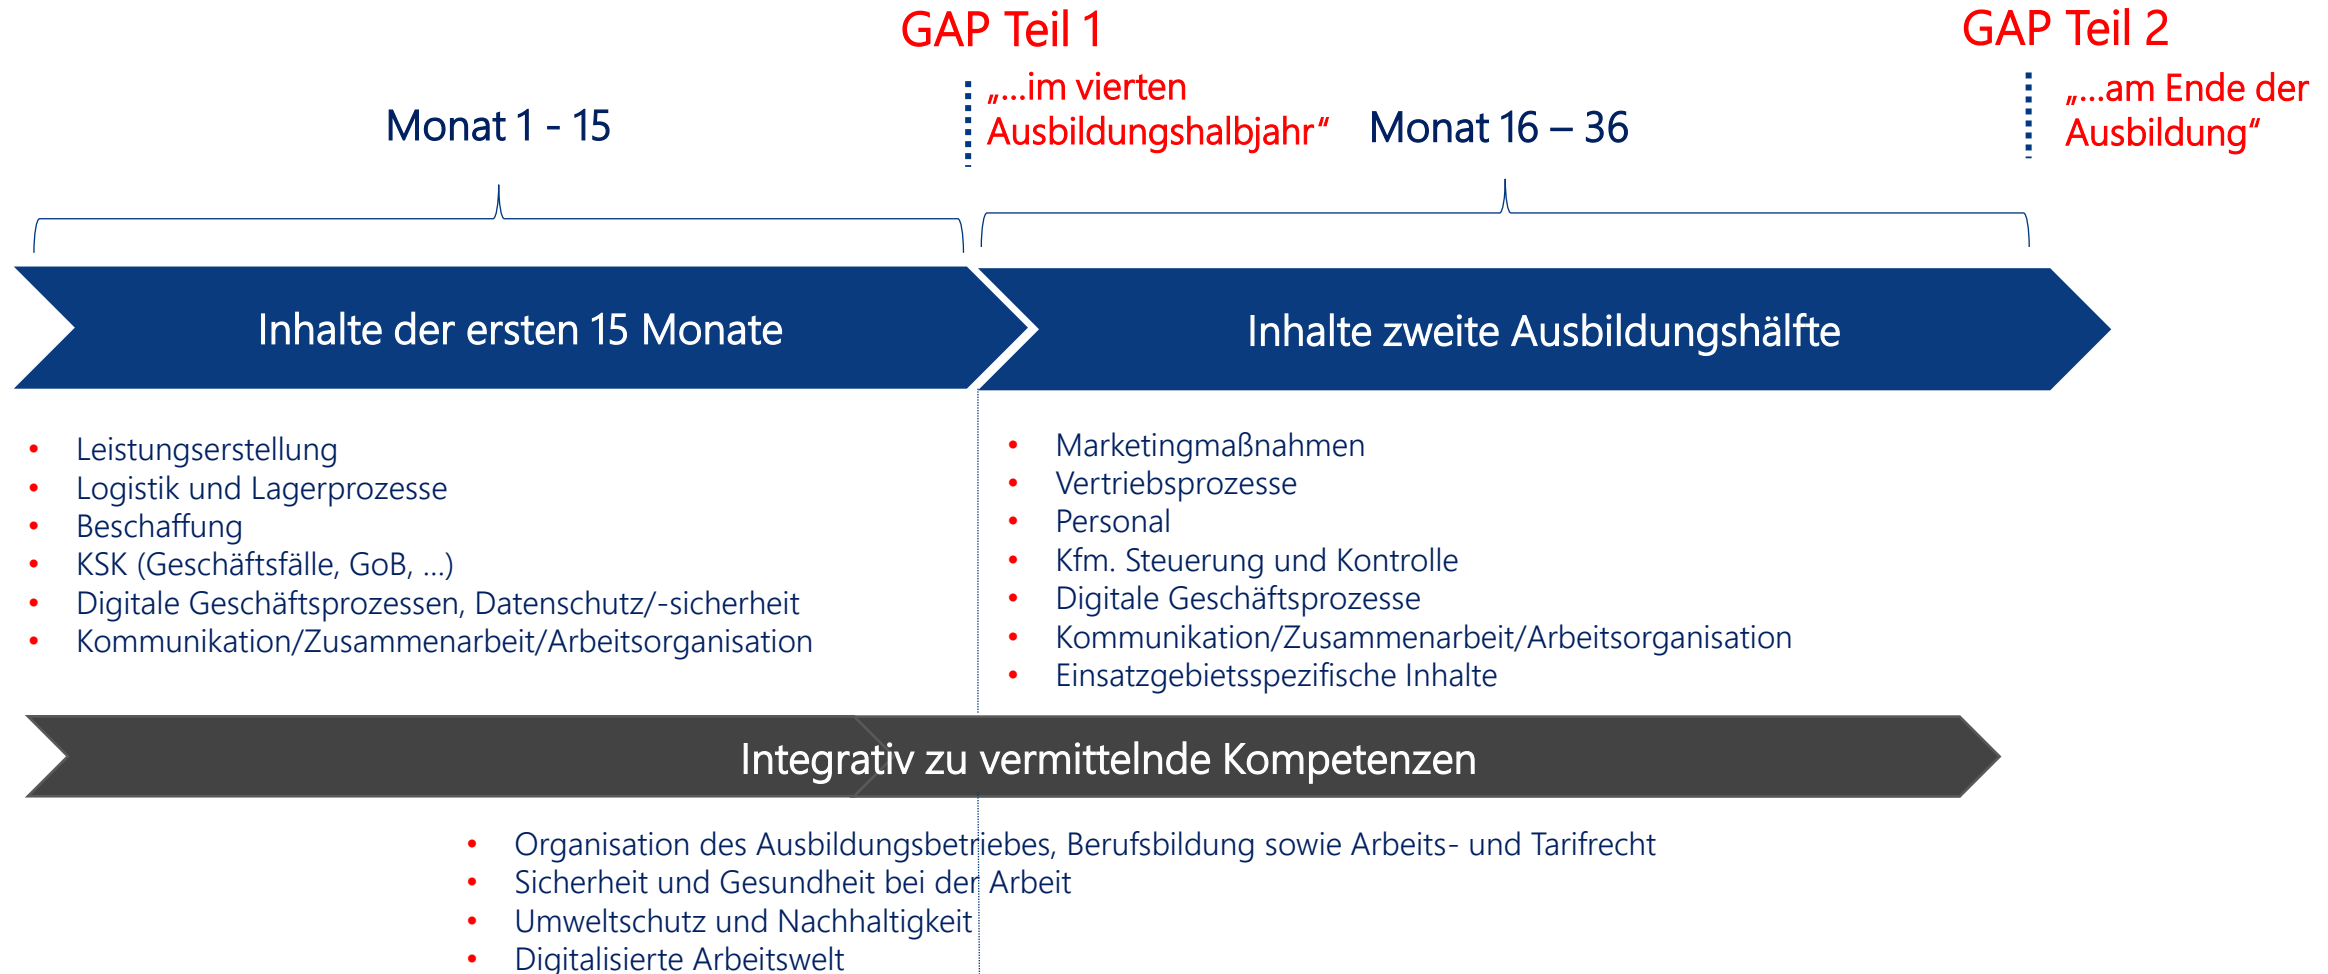 GAP Teil 1
„...im vierten
Ausbildungshalbjahr“
GAP Teil 2
„...am Ende der
Ausbildung“
Monat 1 - 15
Monat 16 – 36
Inhalte der ersten 15 Monate
Inhalte zweite Ausbildungshälfte
• Leistungserstellung
• Logistik und Lagerprozesse
• Beschaffung
• KSK (Geschäftsfälle, GoB, ...)
• Digitale Geschäftsprozessen, Datenschutz/-sicherheit
• Kommunikation/Zusammenarbeit/Arbeitsorganisation
• Marketingmaßnahmen
• Vertriebsprozesse
• Personal
• Kfm. Steuerung und Kontrolle
• Digitale Geschäftsprozesse
• Kommunikation/Zusammenarbeit/Arbeitsorganisation
• Einsatzgebietsspezifische Inhalte
Integrativ zu vermittelnde Kompetenzen
• Organisation des Ausbildungsbetriebes, Berufsbildung sowie Arbeits- und Tarifrecht
• Sicherheit und Gesundheit bei der Arbeit
• Umweltschutz und Nachhaltigkeit
• Digitalisierte Arbeitswelt